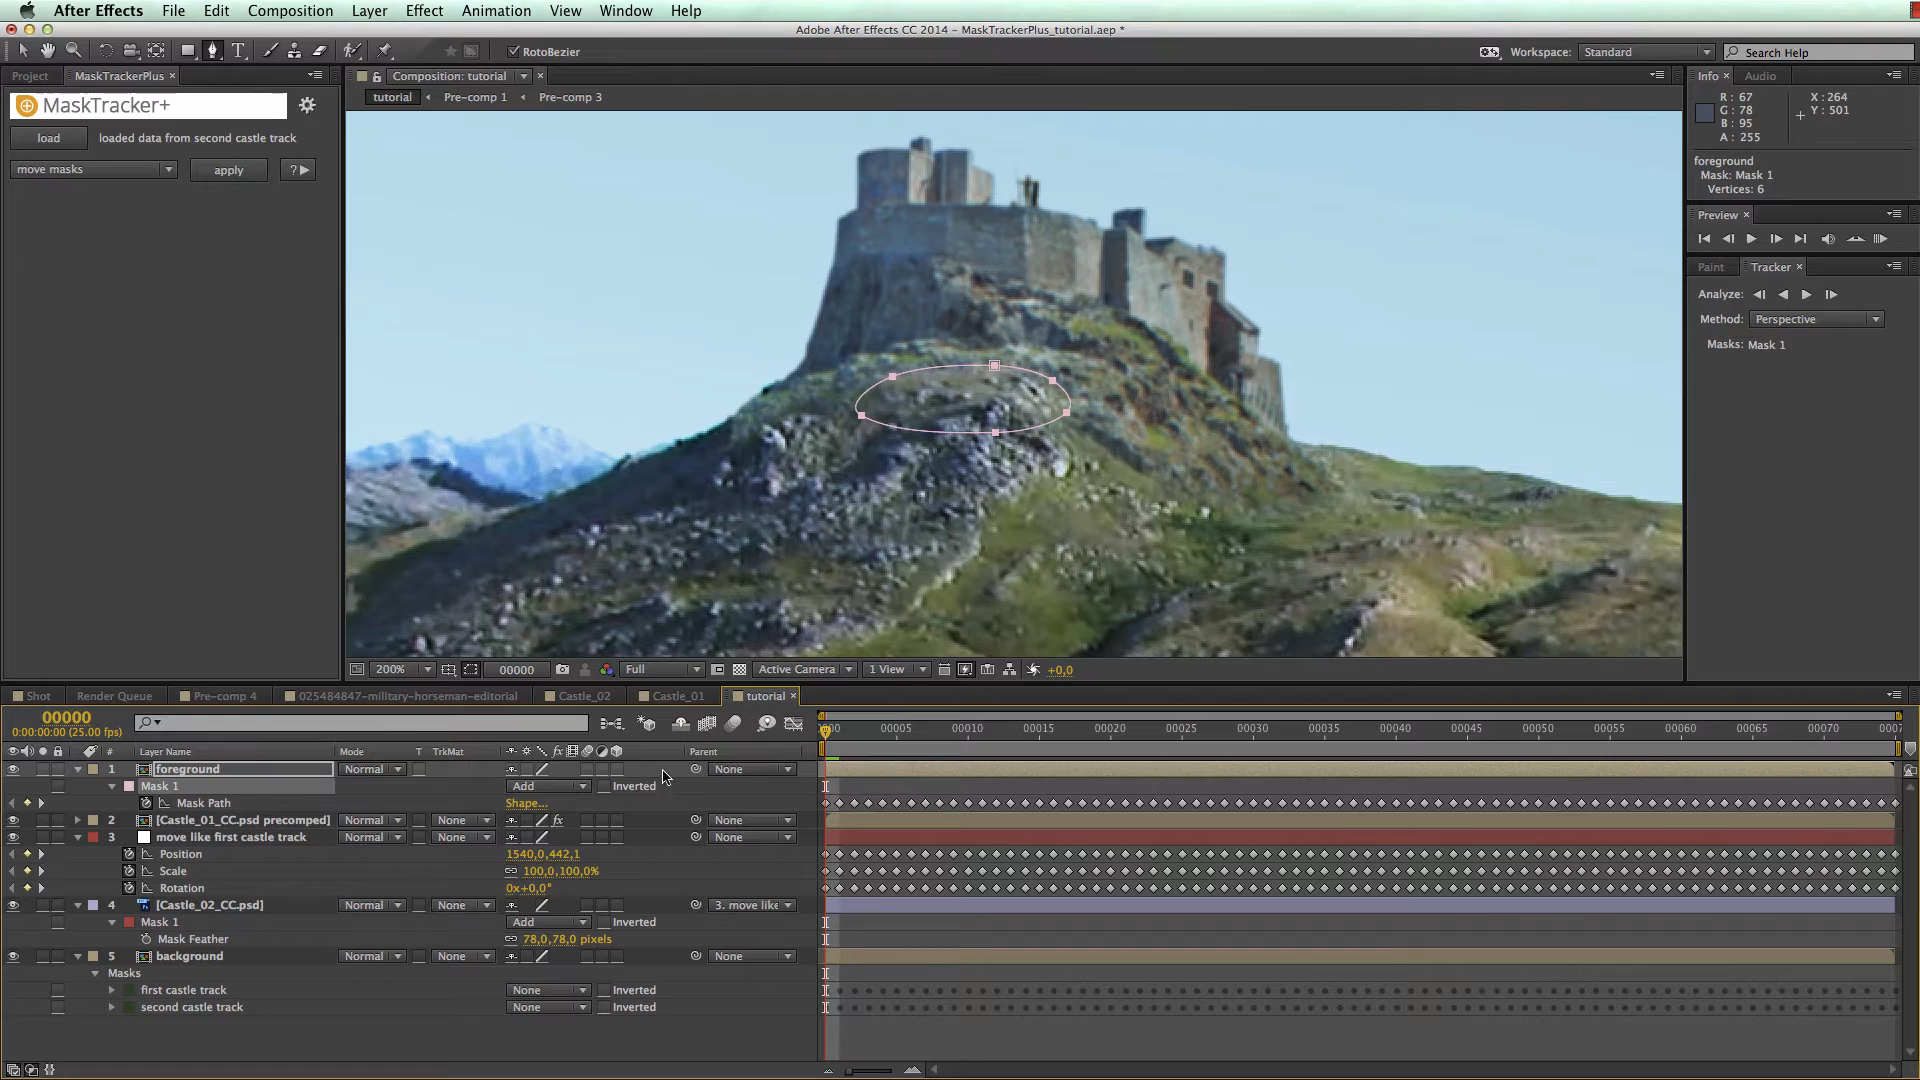 After Effects File Edit Composition Layer Effect Animation View Window Help
Adobe After Effects CC 2014 - MaskTrackerPlus_tutorial.aep *
RotoBezier
Workspace: Standard
Search Help
Project MaskTrackerPlus
Composition: tutorial
Info Audio
tutorial Pre-comp 1 Pre-comp 3
MaskTracker+
load loaded data from second castle track
move masks apply ?
R : 67
G : 78
B : 95
A : 255
X : 264
Y : 501
foreground
Mask: Mask 1
Vertices: 6
Preview
Paint Tracker
Analyze:
Method: Perspective
Masks: Mask 1
200% 00000 Full Active Camera 1 View +0,0
Shot Render Queue Pre-comp 4 025484847-military-horseman-editorial Castle_02 Castle_01 tutorial
00000
0:00:00:00 (25.00 fps)
00005 00010 00015 00020 00025 00030 00035 00040 00045 00050 00055 00060 00065 00070
# Layer Name Mode T TrkMat fx Parent
1 foreground Normal None
Mask 1 Add Inverted
Mask Path Shape...
2 [Castle_01_CC.psd precomped] Normal None fx None
3 move like first castle track Normal None None
Position 1540,0,442,1
Scale 100,0,100,0%
Rotation 0x+0,0°
4 [Castle_02_CC.psd] Normal None 3. move like
Mask 1 Add Inverted
Mask Feather 78,0,78,0 pixels
5 background Normal None None
Masks
first castle track None Inverted
second castle track None Inverted